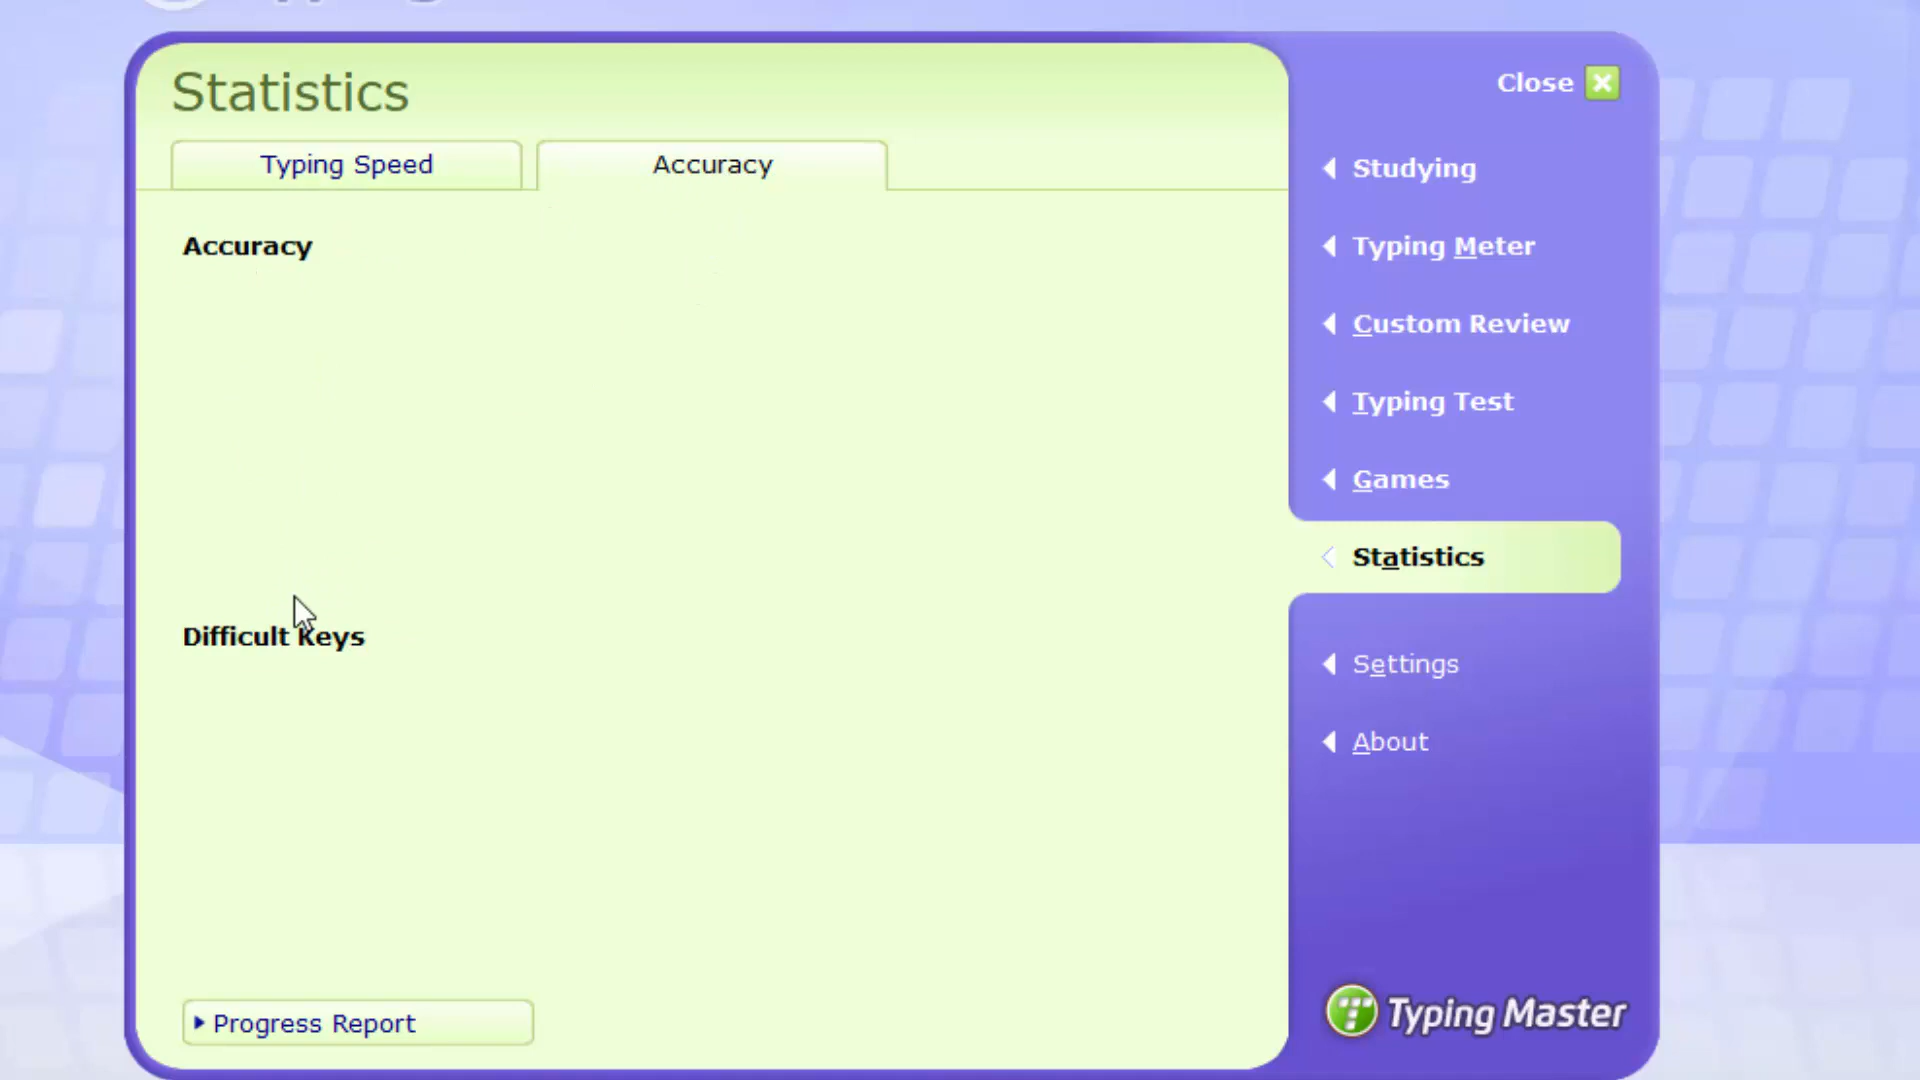 Statistics
Close
Typing Speed
Accuracy
Accuracy
Difficult Keys
Progress Report
Studying
Typing Meter
Custom Review
Typing Test
Games
Statistics
Settings
About
Typing Master